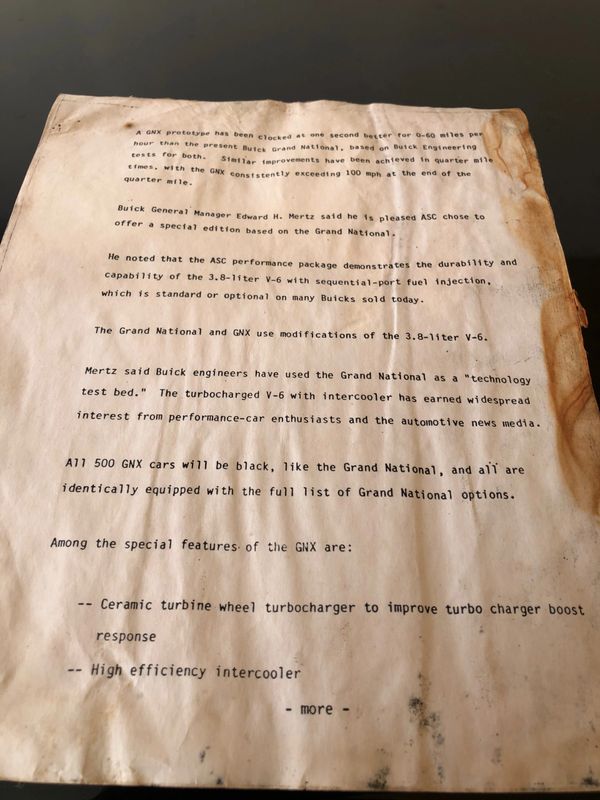 A GNX prototype has been clocked at one second better for 0-60 miles per
hour than the present Buick Grand National, based on Buick Engineering
tests for both. Similar improvements have been achieved in quarter mile
times, with the GNX consistently exceeding 100 mph at the end of the
quarter mile.
Buick General Manager Edward H. Mertz said he is pleased ASC chose to
offer a special edition based on the Grand National.
He noted that the ASC performance package demonstrates the durability and
capability of the 3.8-liter V-6 with sequential-port fuel injection,
which is standard or optional on many Buicks sold today.
The Grand National and GNX use modifications of the 3.8-liter V-6.
Mertz said Buick engineers have used the Grand National as a "technology
test bed." The turbocharged V-6 with intercooler has earned widespread
interest from performance-car enthusiasts and the automotive news media.
All 500 GNX cars will be black, like the Grand National, and all are
identically equipped with the full list of Grand National options.
Among the special features of the GNX are:
-- Ceramic turbine wheel turbocharger to improve turbo charger boost
response
-- High efficiency intercooler
- more -